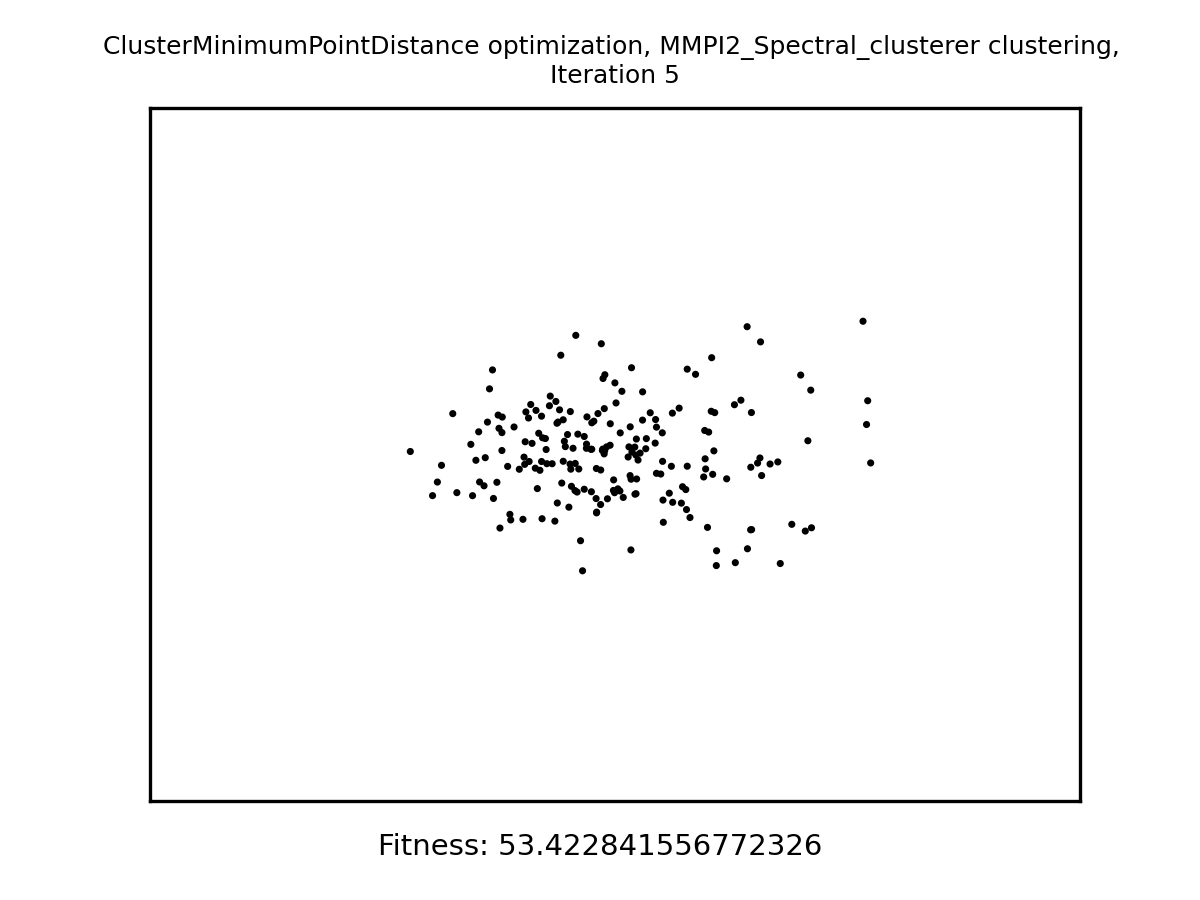 ClusterMinimumPointDistance optimization, MMPI2_Spectral_clusterer clustering,
Iteration 5
Fitness: 53.422841556772326